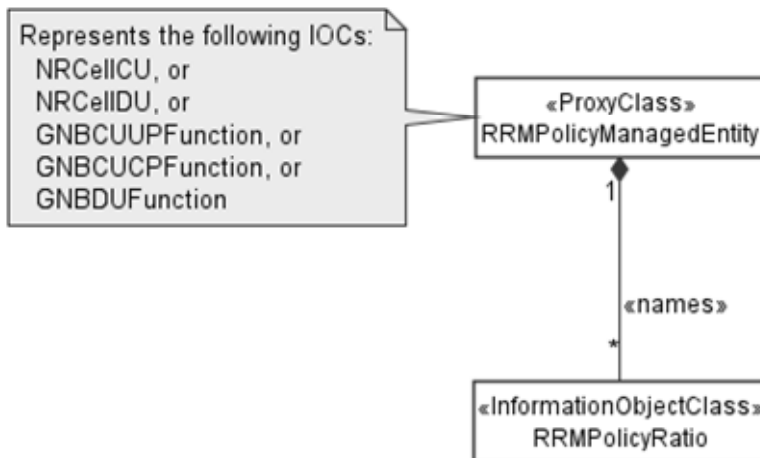 Represents the following IOCs:
NRCellCU, or
NRCellDU, or
GNBCUUPFunction, or
GNBCUCPFunction, or
GNBDUFunction
«ProxyClass»
RRMPolicyManagedEntity
1
«names»
*
«InformationObjectClass»
RRMPolicyRatio